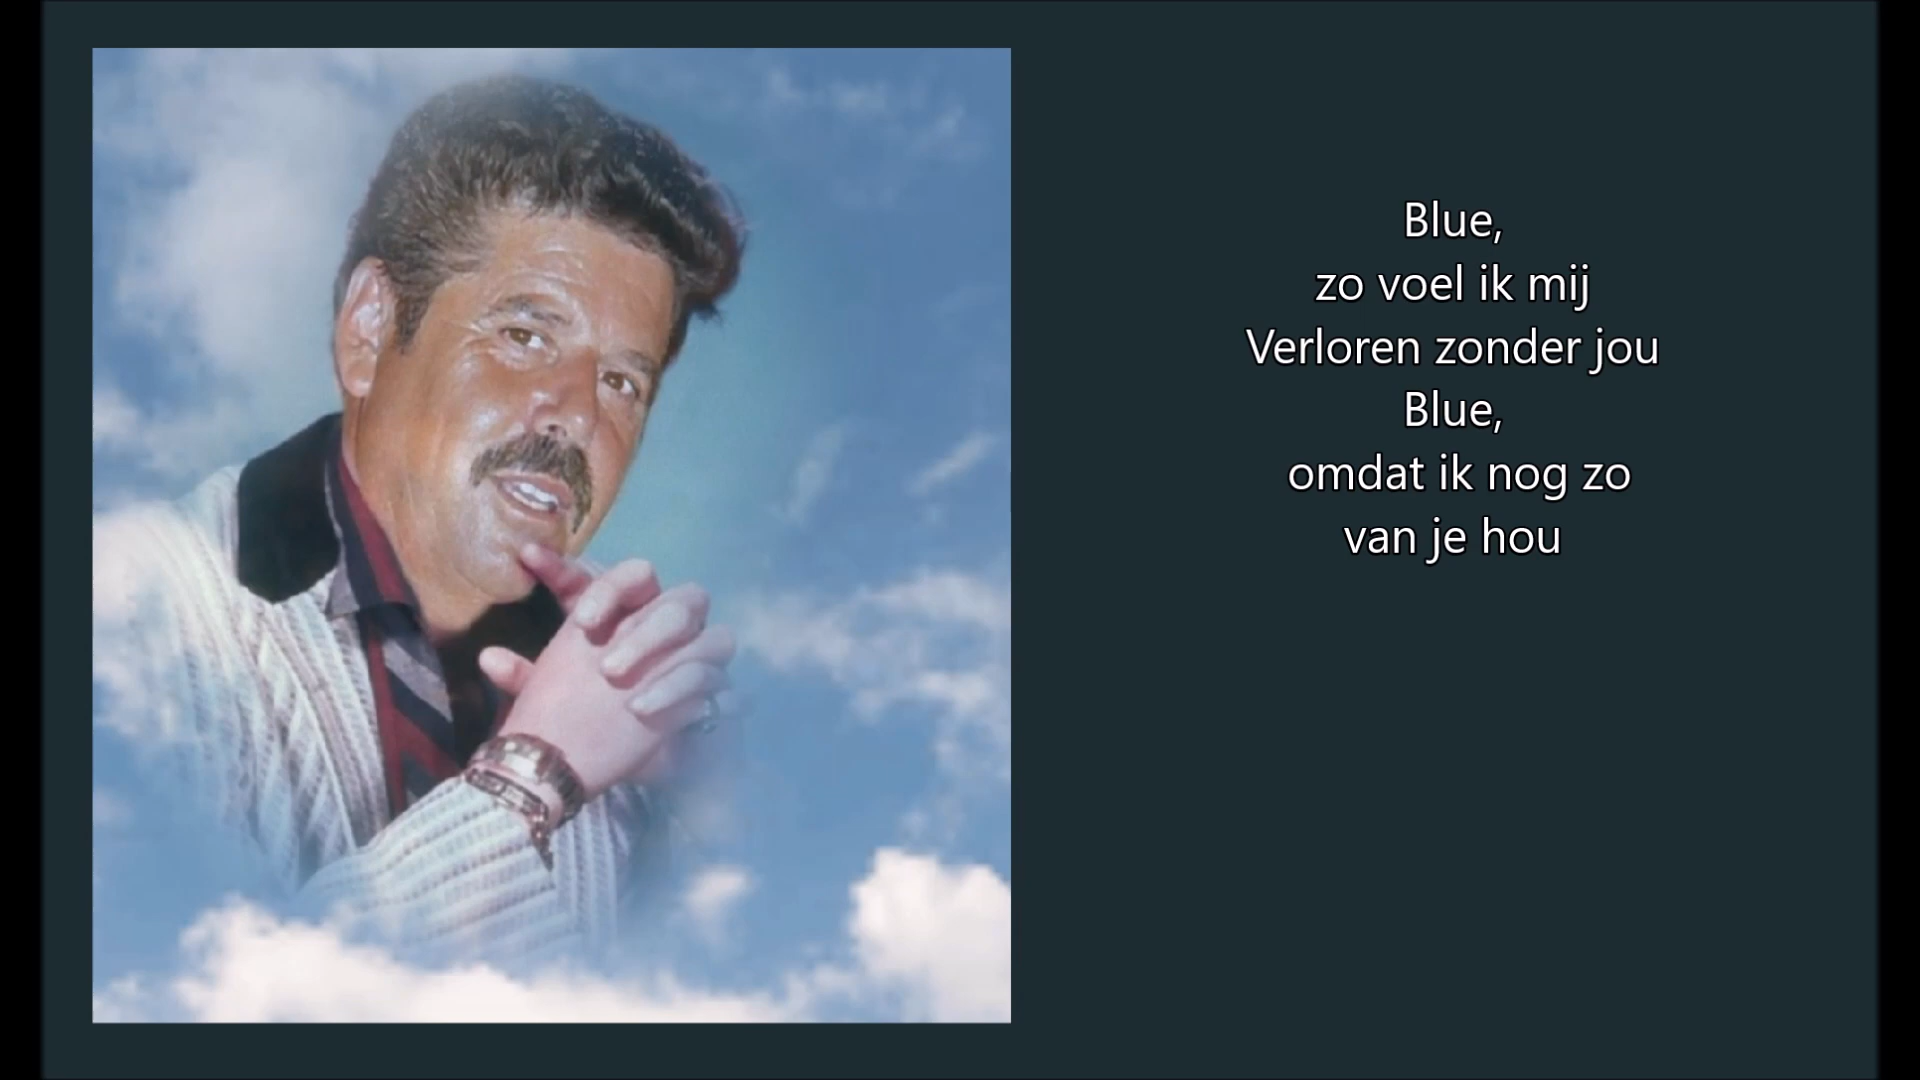 Blue,
zo voel ik mij
Verloren zonder jou
Blue,
omdat ik nog zo
van je hou